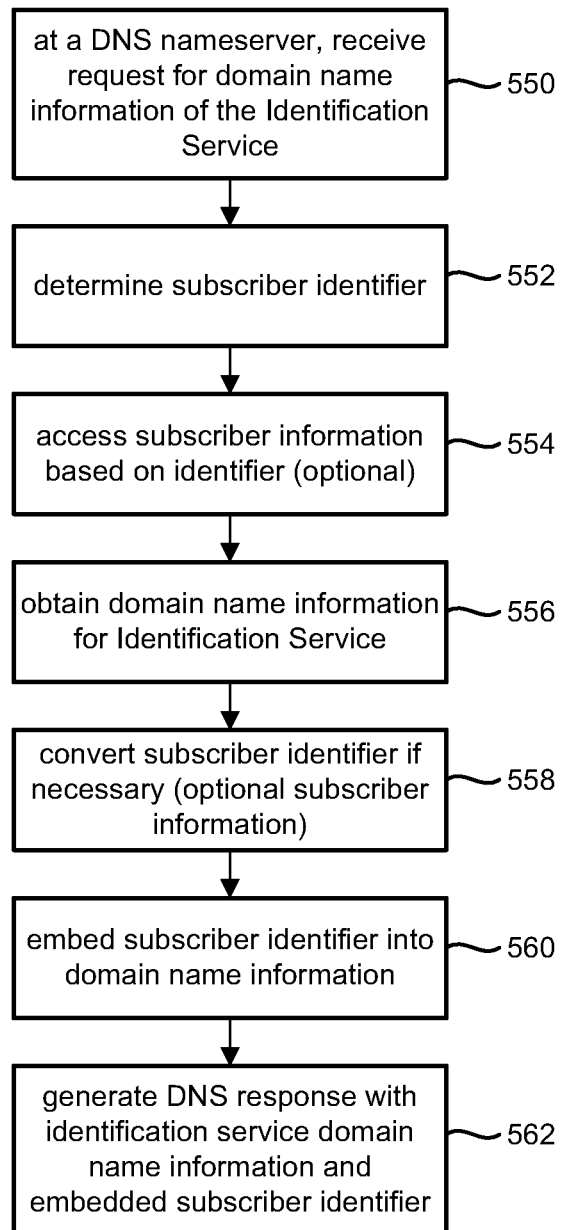 at a DNS nameserver, receive
request for domain name
information of the Identification
Service
550
determine subscriber identifier
552
access subscriber information
based on identifier (optional)
554
obtain domain name information
for Identification Service
556
convert subscriber identifier if
necessary (optional subscriber
information)
558
embed subscriber identifier into
domain name information
560
generate DNS response with
identification service domain
name information and
embedded subscriber identifier
562